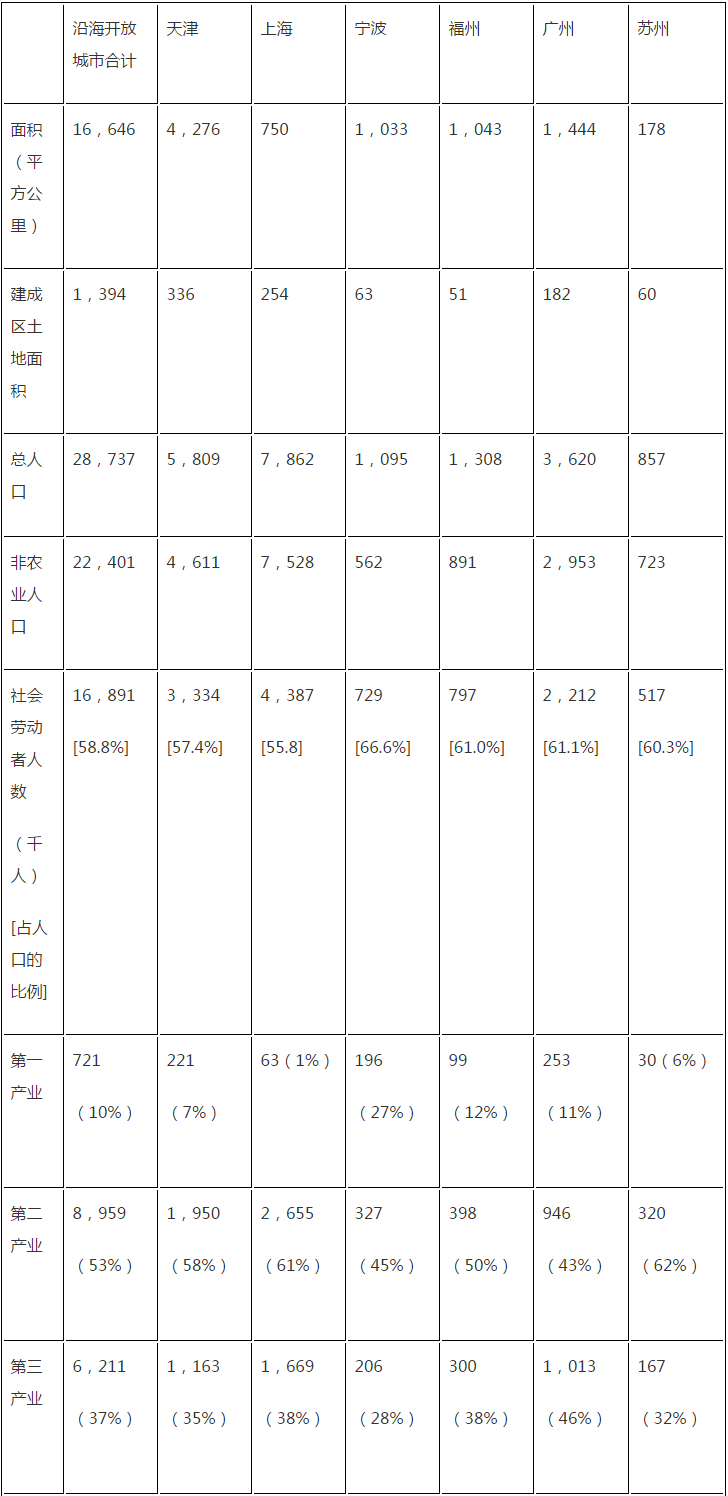 沿海开放城市合计 天津 上海 宁波 福州 广州 苏州
面积（平方公里） 16，646 4，276 750 1，033 1，043 1，444 178
建成区土地面积 1，394 336 254 63 51 182 60
总人口 28，737 5，809 7，862 1，095 1，308 3，620 857
非农业人口 22，401 4，611 7，528 562 891 2，953 723
社会劳动者人数（千人）[占人口的比例] 16，891 [58.8%] 3，334 [57.4%] 4，387 [55.8] 729 [66.6%] 797 [61.0%] 2，212 [61.1%] 517 [60.3%]
第一产业 721（10%） 221（7%） 63（1%） 196（27%） 99（12%） 253（11%） 30（6%）
第二产业 8，959（53%） 1，950（58%） 2，655（61%） 327（45%） 398（50%） 946（43%） 320（62%）
第三产业 6，211（37%） 1，163（35%） 1，669（38%） 206（28%） 300（38%） 1，013（46%） 167（32%）